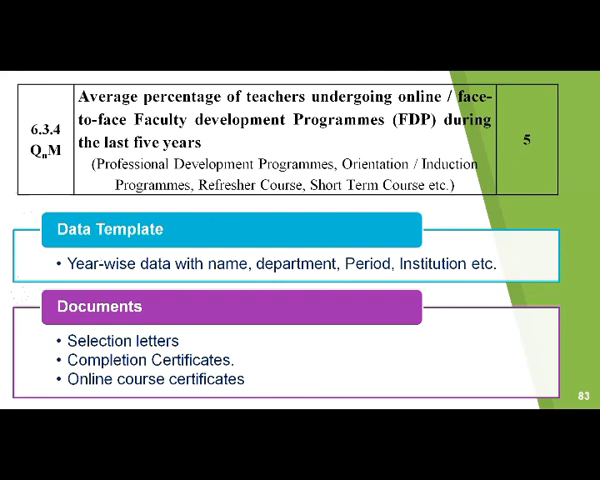 6.3.4
QnM
Average percentage of teachers undergoing online / face-
to-face Faculty development Programmes (FDP) during
the last five years
(Professional Development Programmes, Orientation / Induction
Programmes, Refresher Course, Short Term Course etc.)
5
Data Template
• Year-wise data with name, department, Period, Institution etc.
Documents
• Selection letters
• Completion Certificates.
• Online course certificates
83